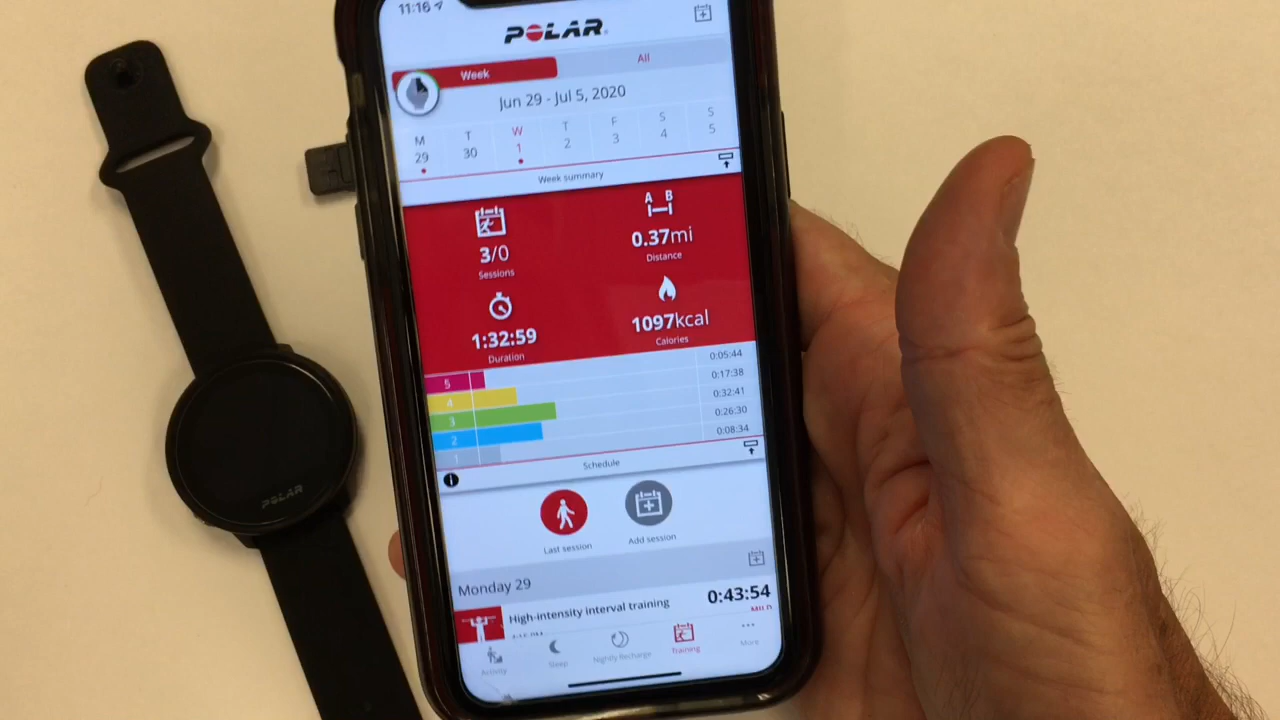 11:16
POLAR
Week
All
Jun 29 - Jul 5, 2020
M T W T F S S
29 30 1 2 3 4 5
Week summary
A B
3/0
0.37mi
Sessions
Distance
1:32:59
1097kcal
Duration
Calories
5 0:05:44
4 0:17:38
3 0:32:41
2 0:26:30
1 0:08:34
Schedule
Last session
Add session
Monday 29
High-intensity interval training
0:43:54
Activity
Sleep
Nightly Recharge
Training
More
POLAR